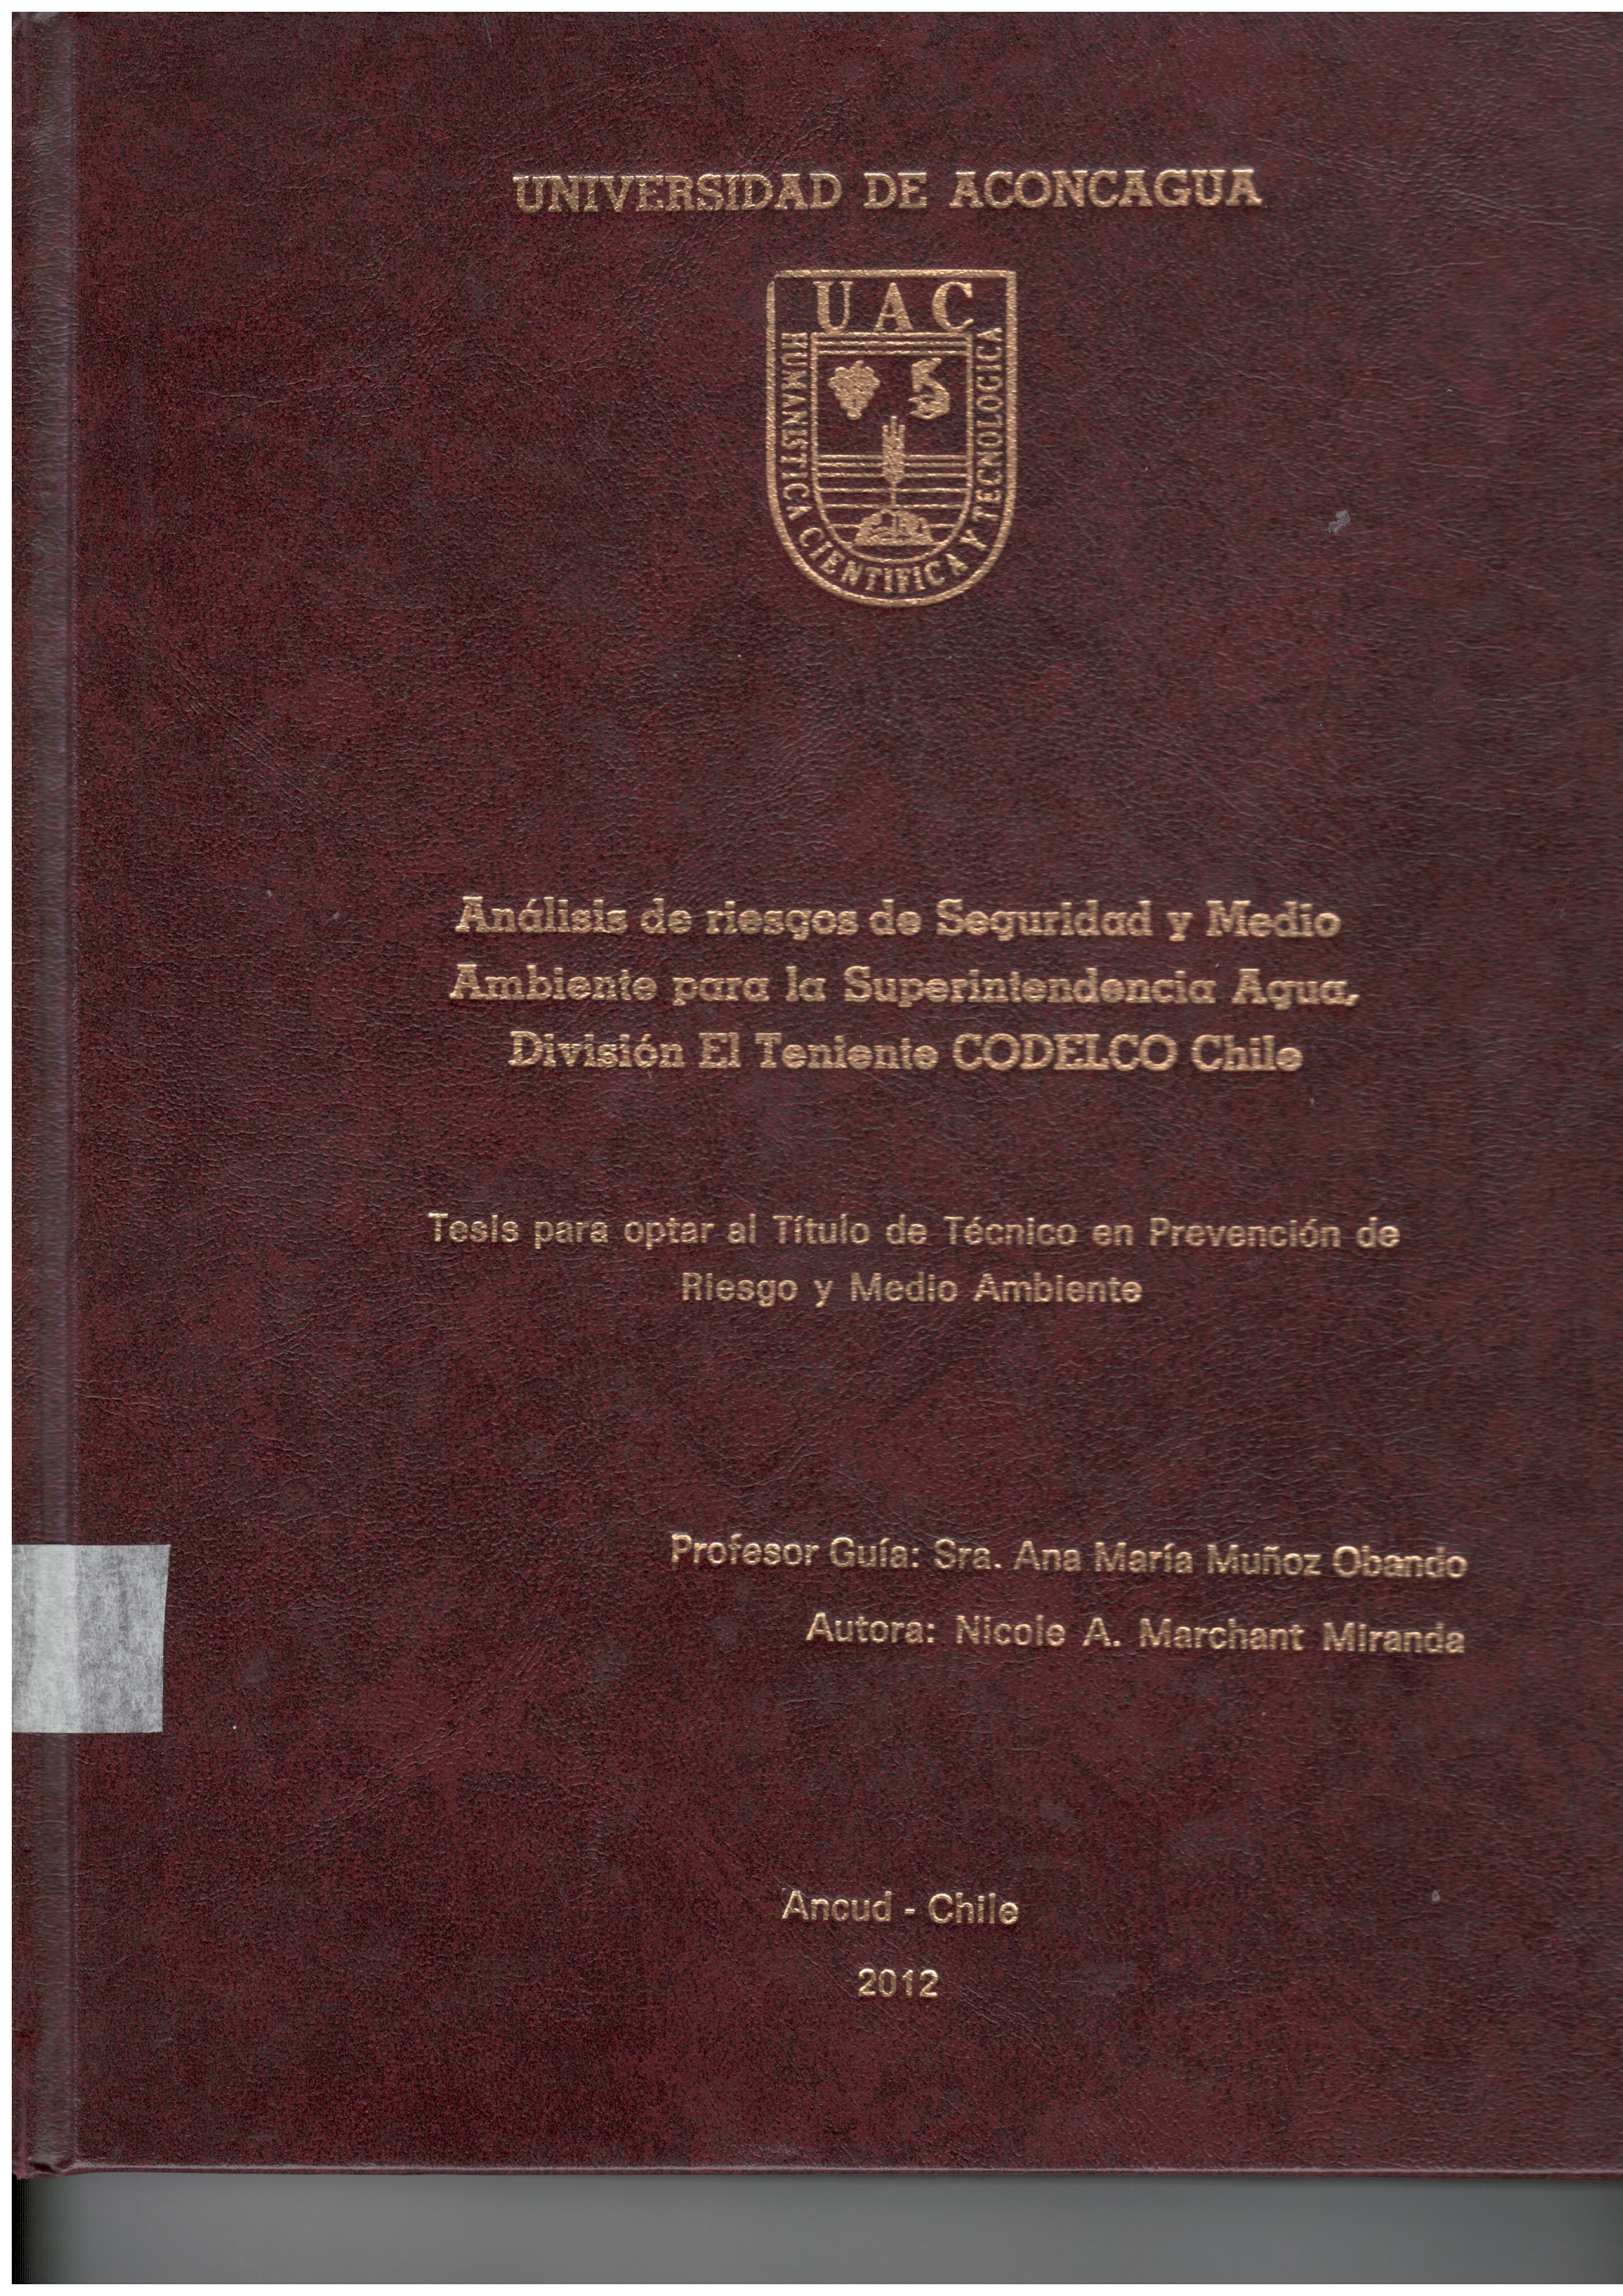 UNIVERSIDAD DE ACONCAGUA
UAC
HUMANISTICA CIENTIFICA Y TECNOLOGICA
Análisis de riesgos de Seguridad y Medio
Ambiente para la Superintendencia Agua,
División El Teniente CODELCO Chile
Tesis para optar al Título de Técnico en Prevención de
Riesgo y Medio Ambiente
Profesor Guía: Sra. Ana María Muñoz Obando
Autora: Nicole A. Marchant Miranda
Ancud - Chile
2012